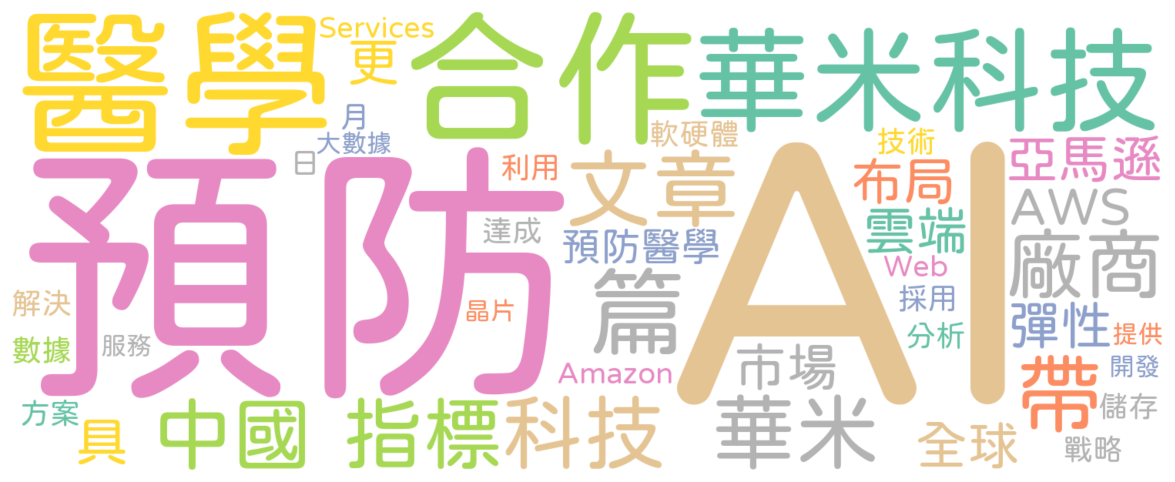 醫學
Services
更
合作
華米科技
月
大數據
日
軟硬體
技術
預防
利用
文章
AI
布局
亞馬遜
達成
預防醫學
雲端
AWS
篇
Web
廠商
解決
晶片
採用
數據
服務
分析
彈性
提供
Amazon
市場
帶
開發
方案
具
中國
指標
科技
華米
全球
儲存
戰略